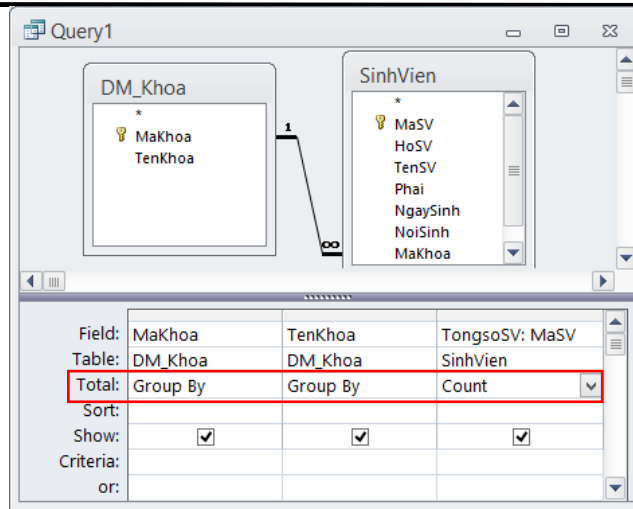 Query1
DM_Khoa
*
MaKhoa
TenKhoa
1
∞
SinhVien
*
MaSV
HoSV
TenSV
Phai
NgaySinh
NoiSinh
MaKhoa
Field: MaKhoa TenKhoa TongsoSV: MaSV
Table: DM_Khoa DM_Khoa SinhVien
Total: Group By Group By Count
Sort:
Show:
Criteria:
or: